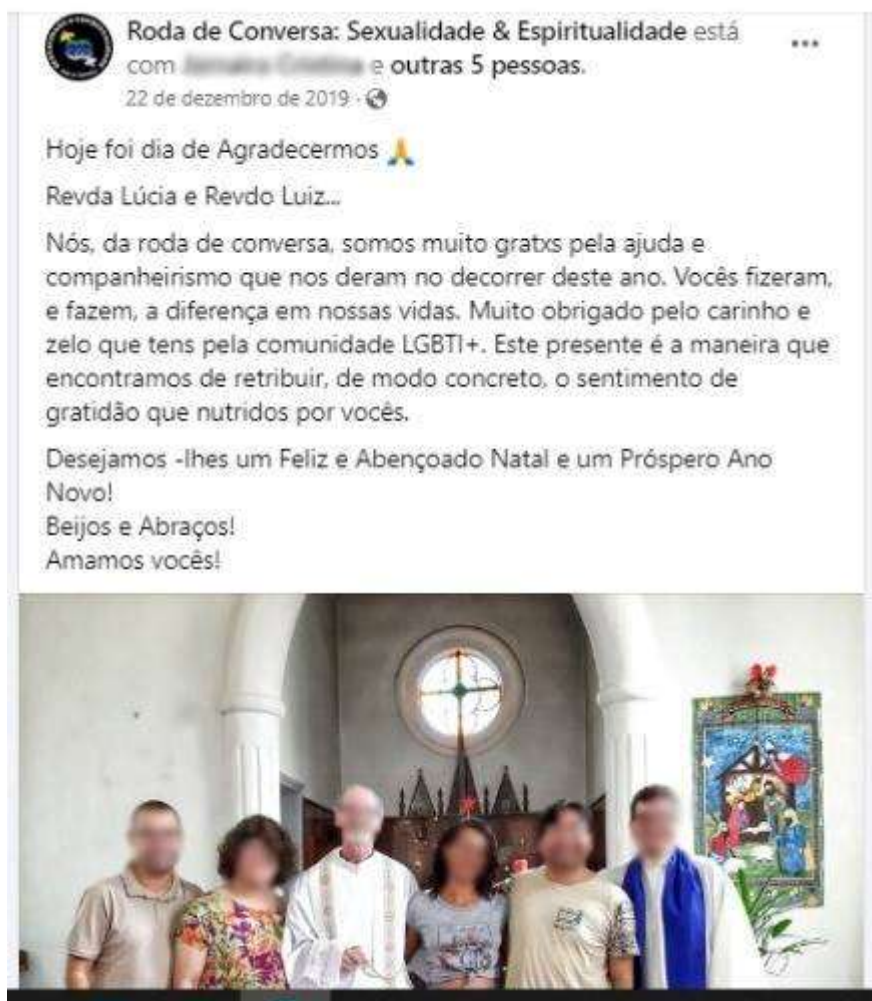 Roda de Conversa: Sexualidade & Espiritualidade está
com e outras 5 pessoas.
22 de dezembro de 2019 ·
Hoje foi dia de Agradecermos 🙏
Revda Lúcia e Revdo Luiz...
Nós, da roda de conversa, somos muito gratxs pela ajuda e
companheirismo que nos deram no decorrer deste ano. Vocês fizeram,
e fazem, a diferença em nossas vidas. Muito obrigado pelo carinho e
zelo que tens pela comunidade LGBTI+. Este presente é a maneira que
encontramos de retribuir, de modo concreto, o sentimento de
gratidão que nutridos por vocês.
Desejamos -lhes um Feliz e Abençoado Natal e um Próspero Ano
Novo!
Beijos e Abraços!
Amamos vocês!